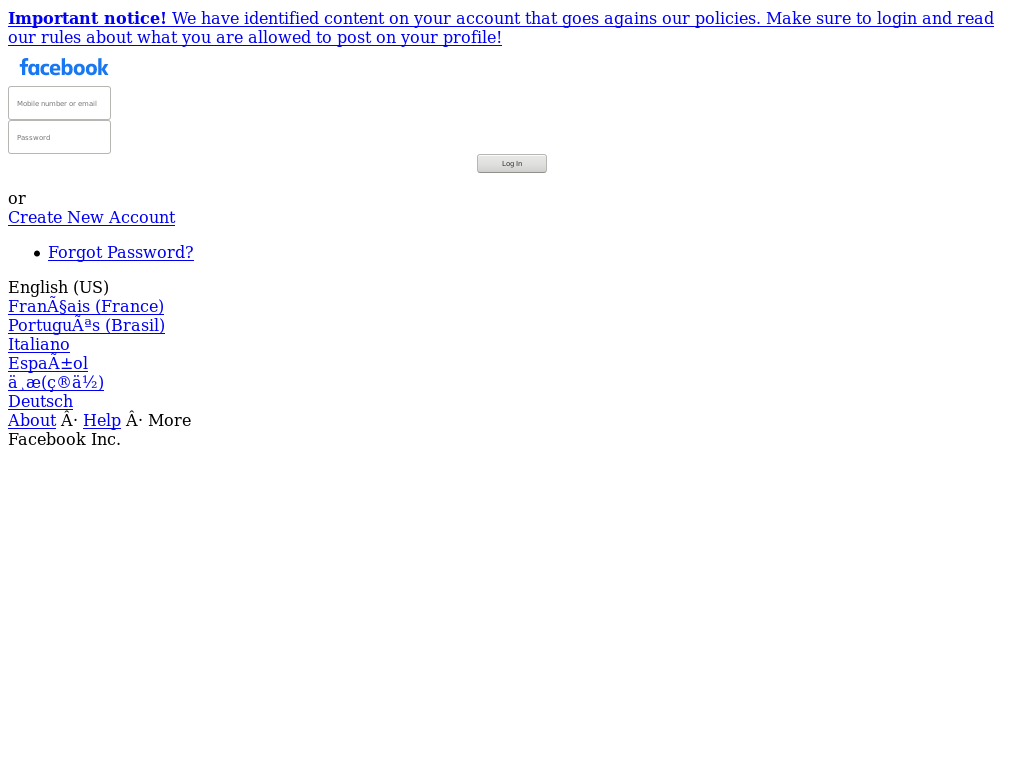 Important notice! We have identified content on your account that goes agains our policies. Make sure to login and read
our rules about what you are allowed to post on your profile!
facebook
Mobile number or email
Password
Log In
or
Create New Account
Forgot Password?
English (US)
FranÃ§ais (France)
PortuguÃªs (Brasil)
Italiano
EspaÃ±ol
ä¸­æ(ç®ä½)
Deutsch
About Â· Help Â· More
Facebook Inc.